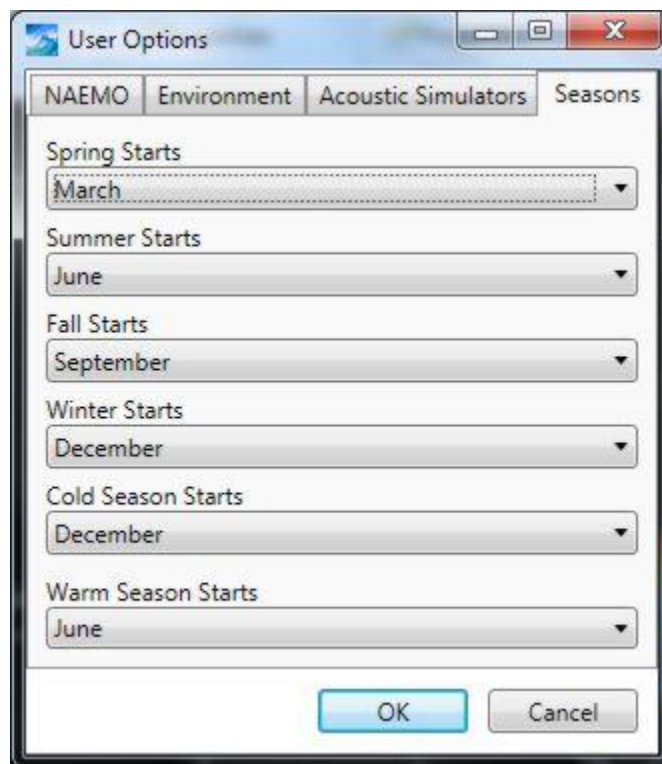 User Options
NAEMO Environment Acoustic Simulators Seasons
Spring Starts
March
Summer Starts
June
Fall Starts
September
Winter Starts
December
Cold Season Starts
December
Warm Season Starts
June
OK Cancel